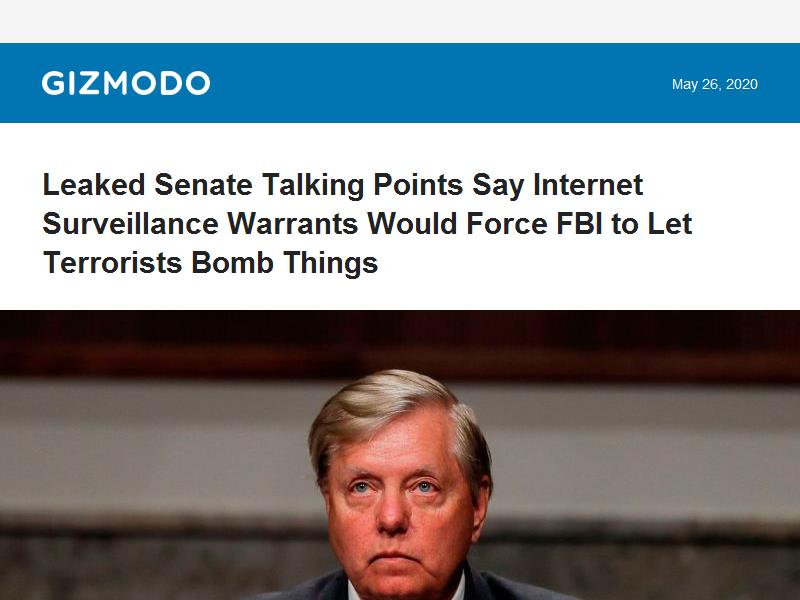 GIZMODO
May 26, 2020
Leaked Senate Talking Points Say Internet
Surveillance Warrants Would Force FBI to Let
Terrorists Bomb Things